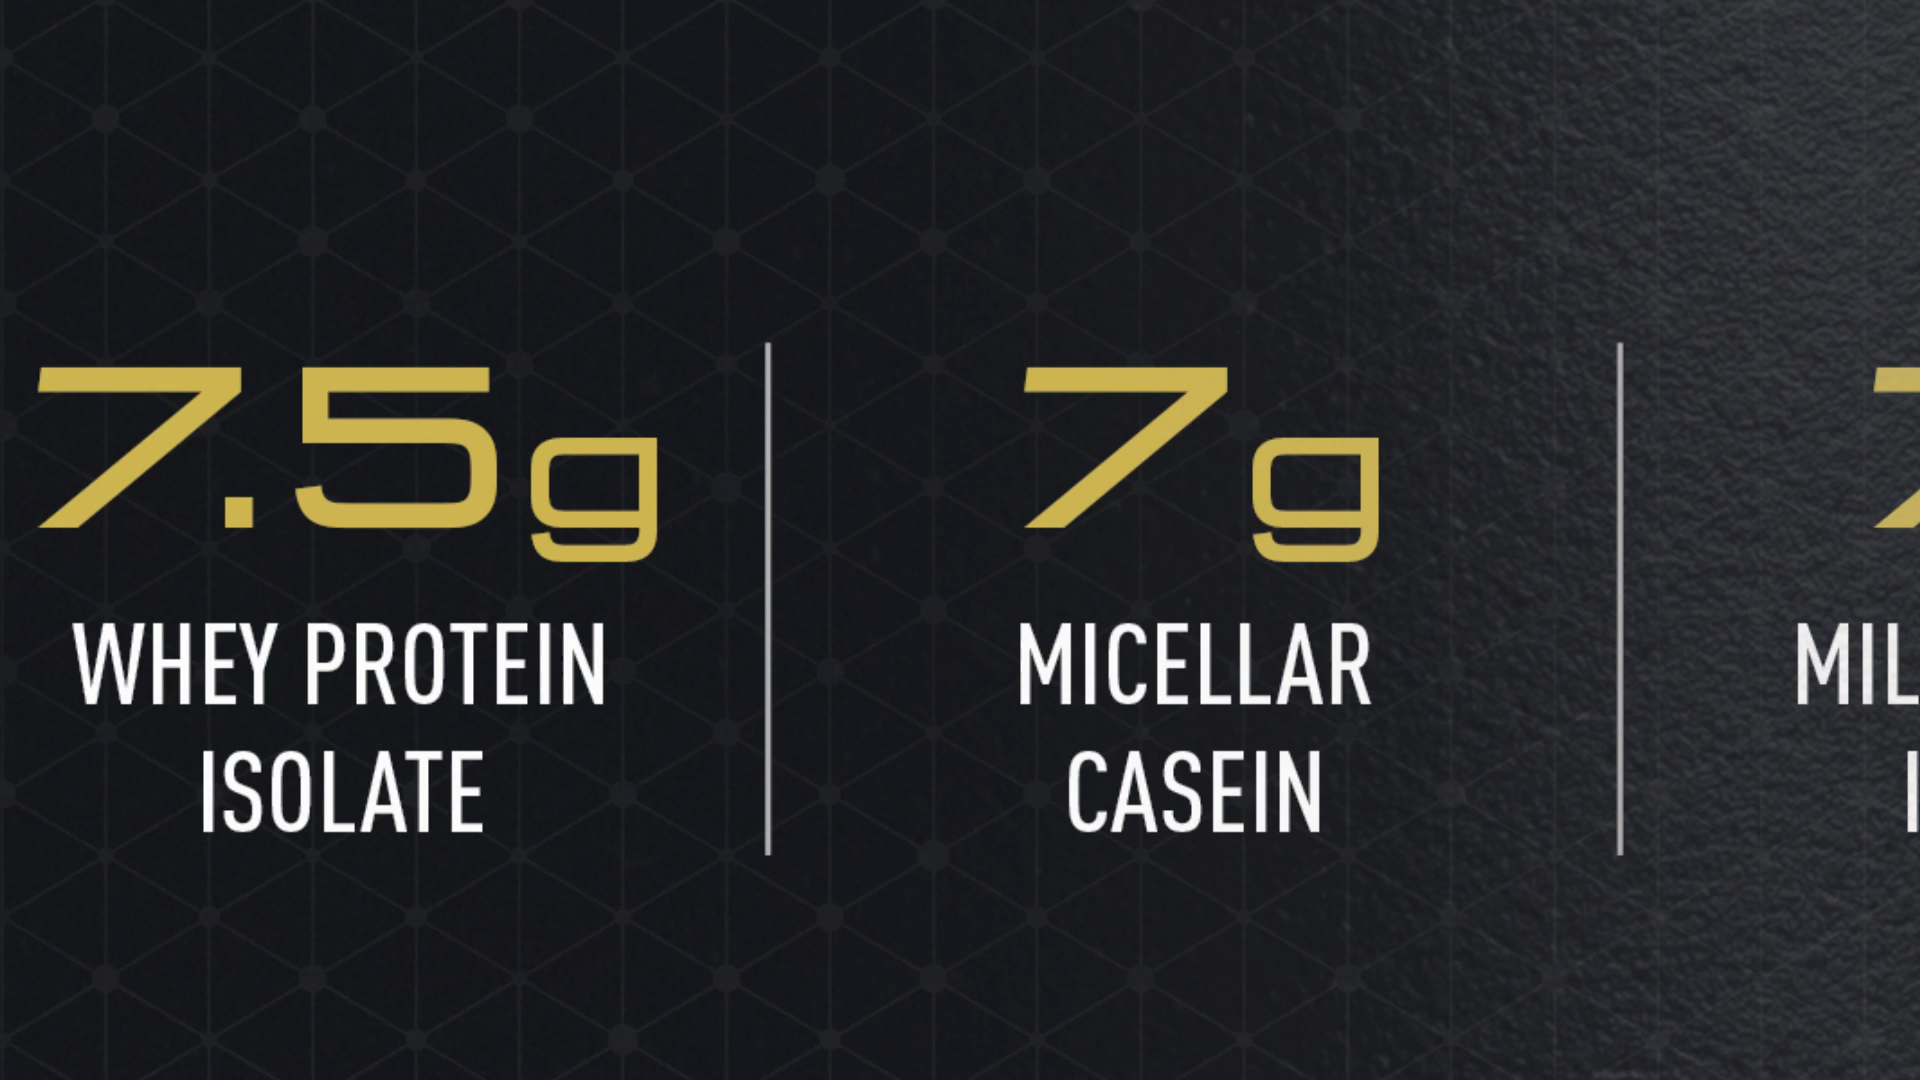 7.5g
WHEY PROTEIN
ISOLATE
7g
MICELLAR
CASEIN